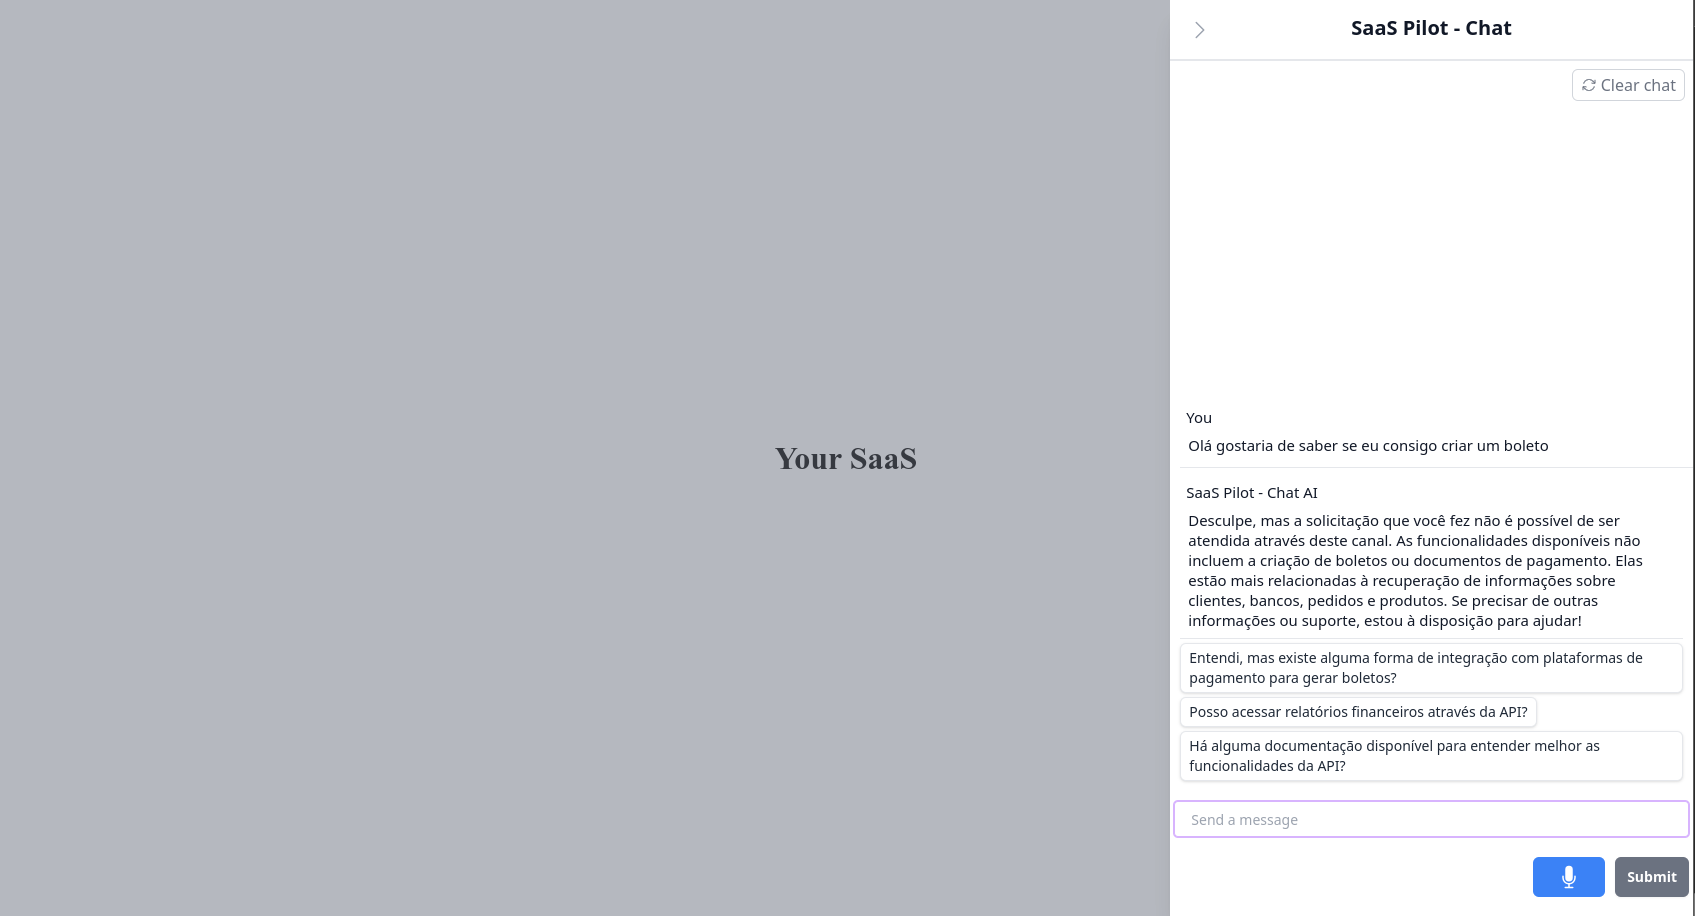 SaaS Pilot - Chat
Clear chat
Your SaaS
You
Olá gostaria de saber se eu consigo criar um boleto
SaaS Pilot - Chat AI
Desculpe, mas a solicitação que você fez não é possível de ser
atendida através deste canal. As funcionalidades disponíveis não
incluem a criação de boletos ou documentos de pagamento. Elas
estão mais relacionadas à recuperação de informações sobre
clientes, bancos, pedidos e produtos. Se precisar de outras
informações ou suporte, estou à disposição para ajudar!
Entendi, mas existe alguma forma de integração com plataformas de
pagamento para gerar boletos?
Posso acessar relatórios financeiros através da API?
Há alguma documentação disponível para entender melhor as
funcionalidades da API?
Send a message
Submit